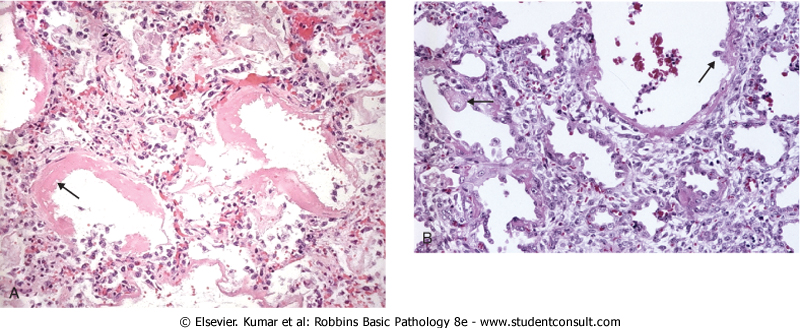 A
B
© Elsevier. Kumar et al: Robbins Basic Pathology 8e - www.studentconsult.com